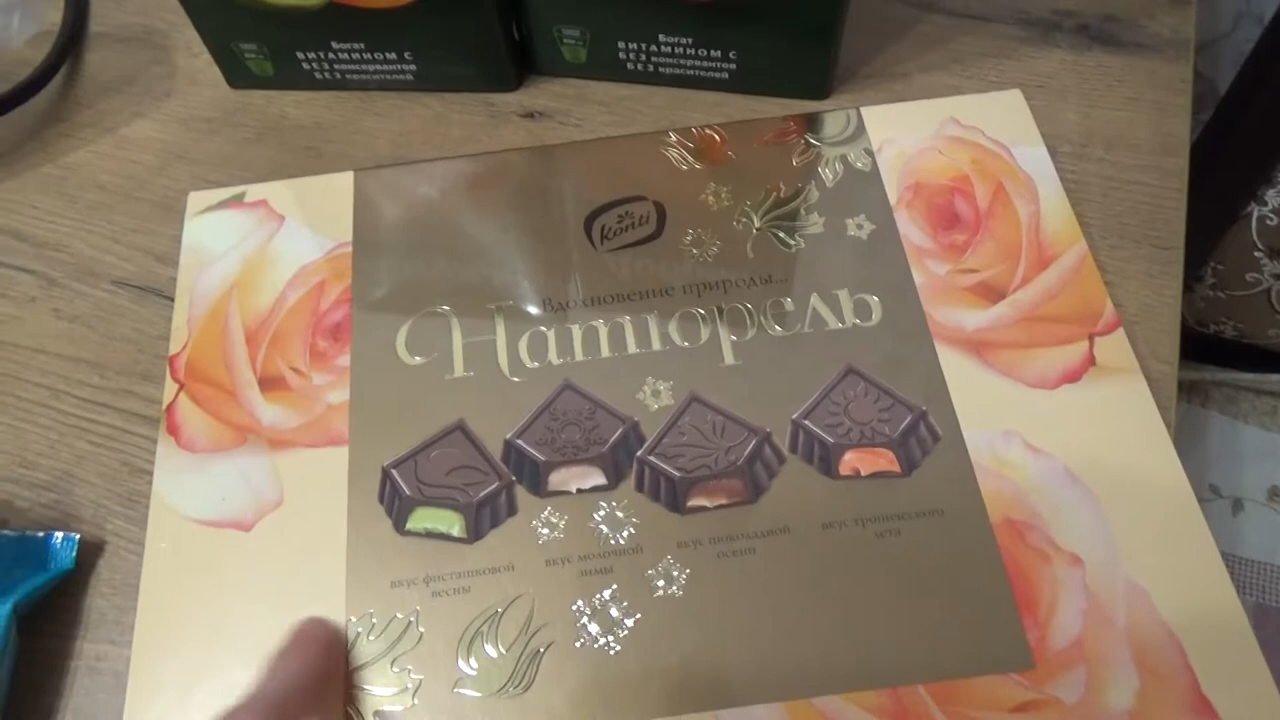 Богат
ВИТАМИНОМ С
БЕЗ консервантов
БЕЗ красителей
Богат
ВИТАМИНОМ С
БЕЗ консервантов
БЕЗ красителей
konti
Вдохновение природы...
Натюрель
вкус фисташковой
весны
вкус молочной
зимы
вкус шоколадной
осени
вкус тропического
лета